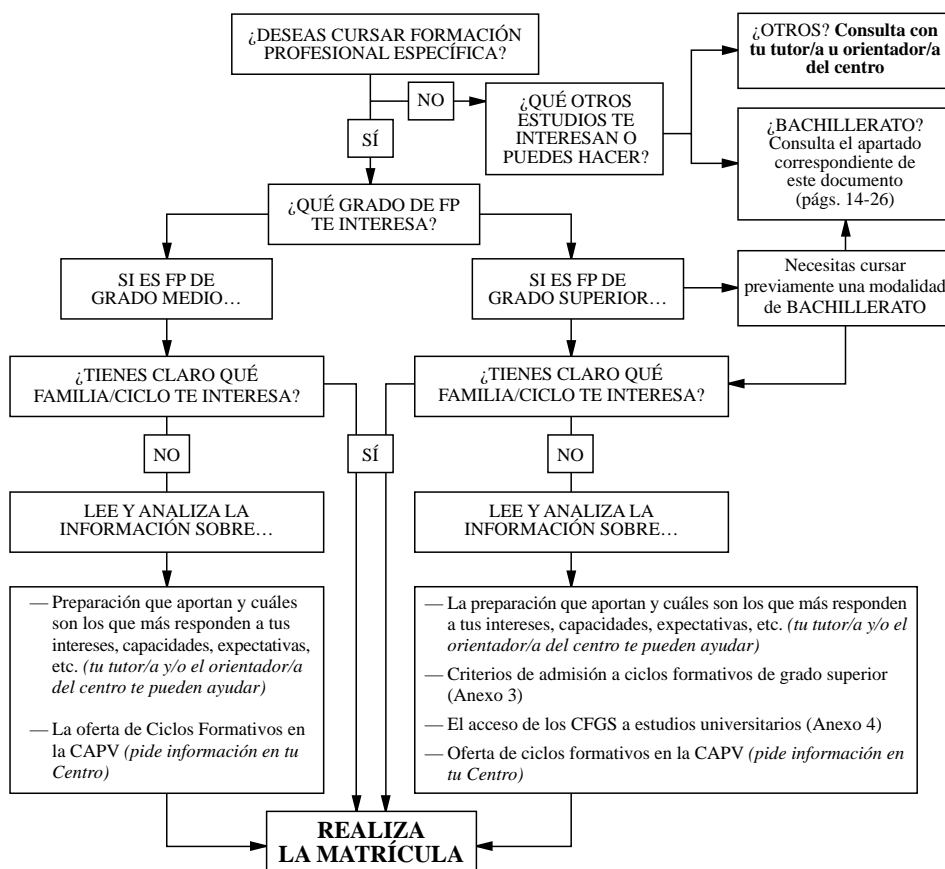 ¿DESEAS CURSAR FORMACIÓN
PROFESIONAL ESPECÍFICA?
¿OTROS? Consulta con
tu tutor/a u orientador/a
del centro
NO
¿QUÉ OTROS
ESTUDIOS TE
INTERESAN O
PUEDES HACER?
SÍ
¿BACHILLERATO?
Consulta el apartado
correspondiente de
este documento
(págs. 14-26)
¿QUÉ GRADO DE FP
TE INTERESA?
SI ES FP DE
GRADO MEDIO…
SI ES FP DE
GRADO SUPERIOR…
Necesitas cursar
previamente una modalidad
de BACHILLERATO
¿TIENES CLARO QUÉ
FAMILIA/CICLO TE INTERESA?
¿TIENES CLARO QUÉ
FAMILIA/CICLO TE INTERESA?
NO
SÍ
NO
LEE Y ANALIZA LA
INFORMACIÓN SOBRE…
LEE Y ANALIZA LA
INFORMACIÓN SOBRE…
— Preparación que aportan y cuáles
son los que más responden a tus
intereses, capacidades, expectativas,
etc. (tu tutor/a y/o el orientador/a
del centro te pueden ayudar)
— La oferta de Ciclos Formativos en
la CAPV (pide información en tu
Centro)
— La preparación que aportan y cuáles son los que más responden
a tus intereses, capacidades, expectativas, etc. (tu tutor/a y/o el
orientador/a del centro te pueden ayudar)
— Criterios de admisión a ciclos formativos de grado superior
(Anexo 3)
— El acceso de los CFGS a estudios universitarios (Anexo 4)
— Oferta de ciclos formativos en la CAPV (pide información en
tu Centro)
REALIZA
LA MATRÍCULA